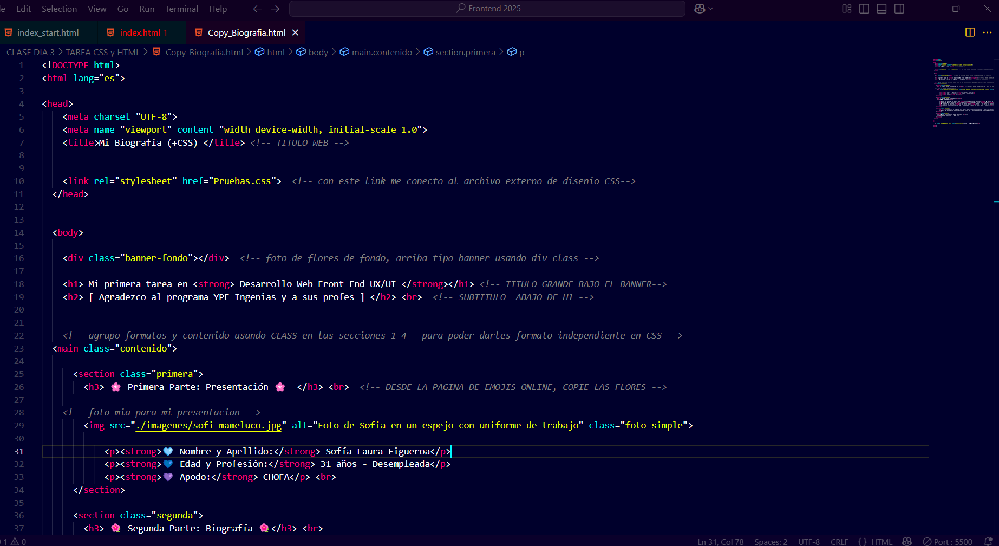 Edit Selection View Go Run Terminal Help Frontend 2025
index_start.html index.html 1 Copy_Biografia.html
CLASE DIA 3 > TAREA CSS y HTML > Copy_Biografia.html > html > body > main.contenido > section.primera > p
1 <!DOCTYPE html>
2 <html lang="es">
3
4 <head>
5 <meta charset="UTF-8">
6 <meta name="viewport" content="width=device-width, initial-scale=1.0">
7 <title>Mi Biografía (+CSS) </title> <!-- TITULO WEB -->
8
9
10 <link rel="stylesheet" href="Pruebas.css"> <!-- con este link me conecto al archivo externo de disenio CSS-->
11 </head>
12
13
14 <body>
15
16 <div class="banner-fondo"></div> <!-- foto de flores de fondo, arriba tipo banner usando div class -->
17
18 <h1> Mi primera tarea en <strong> Desarrollo Web Front End UX/UI </strong></h1> <!-- TITULO GRANDE BAJO EL BANNER-->
19 <h2> [ Agradezco al programa YPF Ingenias y a sus profes ] </h2> <br> <!-- SUBTITULO ABAJO DE H1 -->
20
21
22 <!-- agrupo formatos y contenido usando CLASS en las secciones 1-4 - para poder darles formato independiente en CSS -->
23 <main class="contenido">
24
25 <section class="primera">
26 <h3> 🌸 Primera Parte: Presentación 🌸 </h3> <br> <!-- DESDE LA PAGINA DE EMOJIS ONLINE, COPIE LAS FLORES -->
27
28 <!-- foto mia para mi presentacion -->
29 <img src="./imagenes/sofi mameluco.jpg" alt="Foto de Sofia en un espejo con uniforme de trabajo" class="foto-simple">
30
31 <p><strong>🩵 Nombre y Apellido:</strong> Sofía Laura Figueroa</p>
32 <p><strong>💙 Edad y Profesión:</strong> 31 años - Desempleada</p>
33 <p><strong>💜 Apodo:</strong> CHOFA</p> <br>
34 </section>
35
36 <section class="segunda">
37 <h3> 🌺 Segunda Parte: Biografía 🌺</h3> <br>
1 0 Ln 31, Col 78 Spaces: 2 UTF-8 CRLF {} HTML Port : 5500